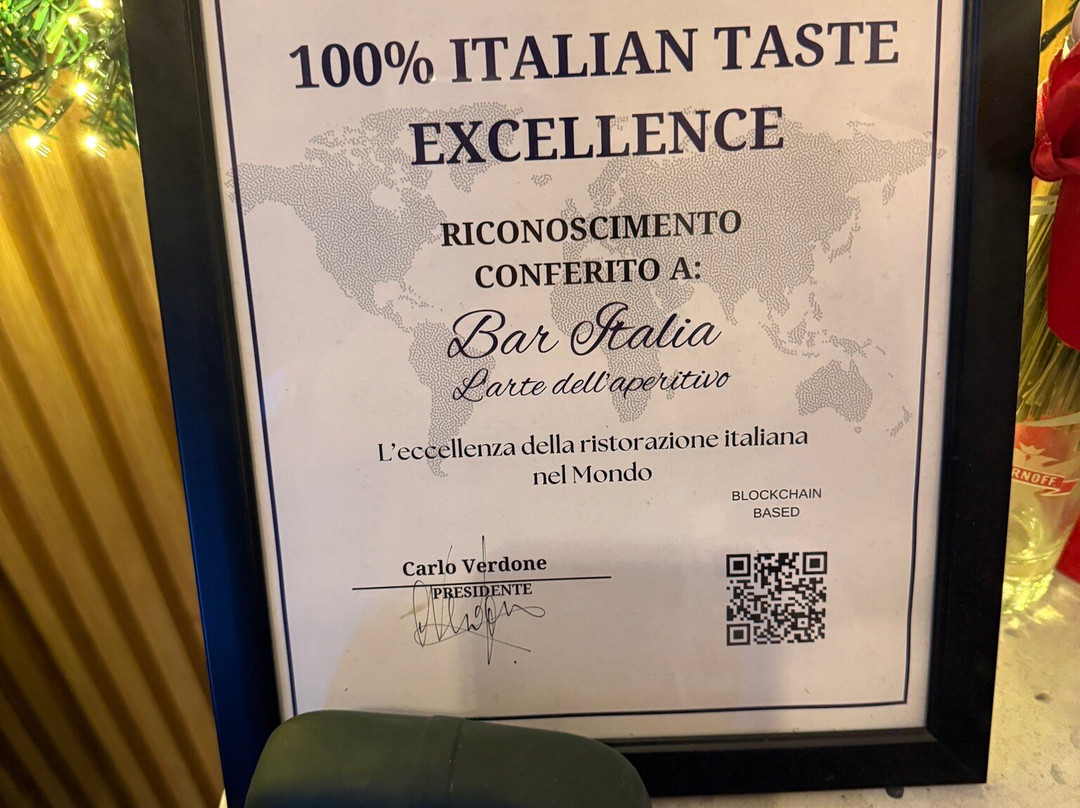 100% ITALIAN TASTE
EXCELLENCE
RICONOSCIMENTO
CONFERITO A:
Bar Italia
L'arte dell'aperitivo
L'eccellenza della ristorazione italiana
nel Mondo
BLOCKCHAIN
BASED
Carlo Verdone
PRESIDENTE
RNOFF